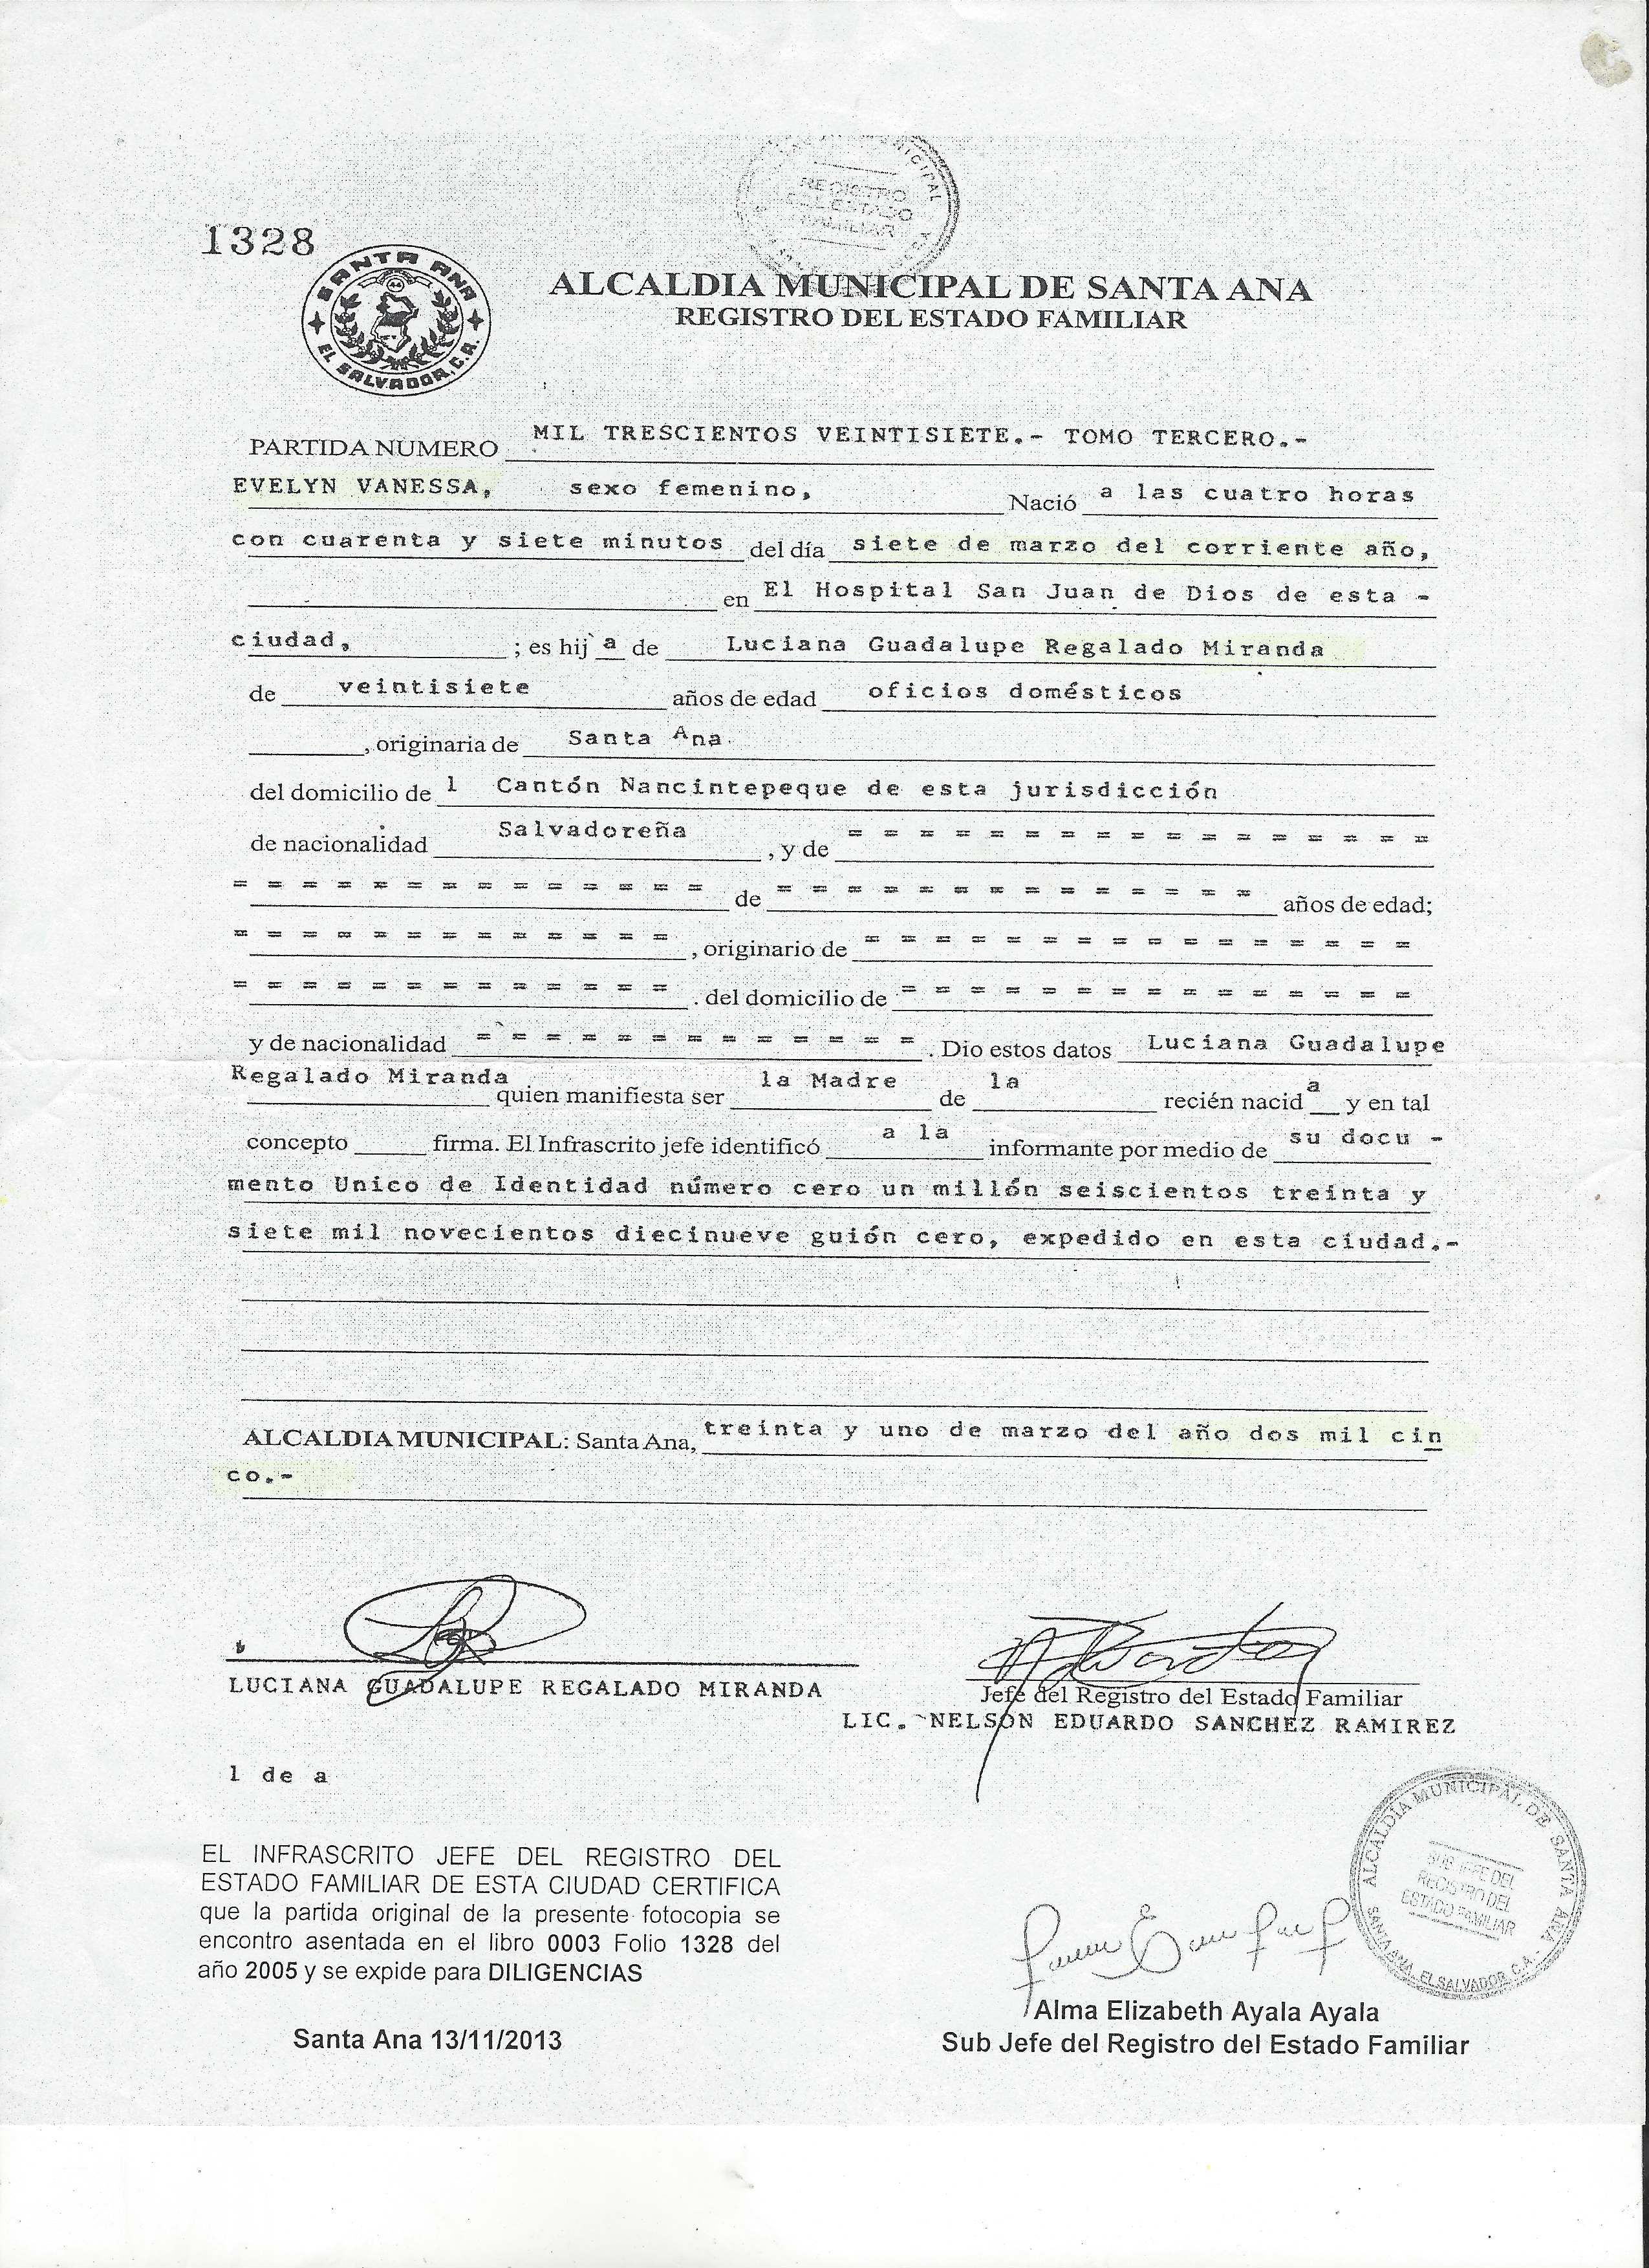 REGISTRO
DEL ESTADO
FAMILIAR
1328
SANTA ANA
EL SALVADOR, C.A.
ALCALDIA MUNICIPAL DE SANTA ANA
REGISTRO DEL ESTADO FAMILIAR
PARTIDA NUMERO MIL TRESCIENTOS VEINTISIETE.- TOMO TERCERO.-
EVELYN VANESSA, sexo femenino, Nació a las cuatro horas
con cuarenta y siete minutos del día siete de marzo del corriente año,
en El Hospital San Juan de Dios de esta -
ciudad, ; es hij a de Luciana Guadalupe Regalado Miranda
de veintisiete años de edad oficios domésticos
, originaria de Santa Ana.
del domicilio de l Cantón Nancintepeque de esta jurisdicción
de nacionalidad Salvadoreña , y de = = = = = = = = = = = = = = = = =
= = = = = = = = = = = = = = de = = = = = = = = = = = = = = años de edad;
= = = = = = = = = = = = = , originario de = = = = = = = = = = = = = = = =
= = = = = = = = = = = = = . del domicilio de = = = = = = = = = = = = = = =
y de nacionalidad = = = = = = = = = = = = = . Dio estos datos Luciana Guadalupe
Regalado Miranda quien manifiesta ser la Madre de la recién nacid a y en tal
concepto firma. El Infrascrito jefe identificó a la informante por medio de su docu -
mento Unico de Identidad número cero un millón seiscientos treinta y
siete mil novecientos diecinueve guión cero, expedido en esta ciudad.-
ALCALDIA MUNICIPAL: Santa Ana, treinta y uno de marzo del año dos mil cin
co.-
LUCIANA GUADALUPE REGALADO MIRANDA
Jefe del Registro del Estado Familiar
LIC. NELSON EDUARDO SANCHEZ RAMIREZ
l de a
EL INFRASCRITO JEFE DEL REGISTRO DEL
ESTADO FAMILIAR DE ESTA CIUDAD CERTIFICA
que la partida original de la presente fotocopia se
encontro asentada en el libro 0003 Folio 1328 del
año 2005 y se expide para DILIGENCIAS
Santa Ana 13/11/2013
ALCALDIA MUNICIPAL DE SANTA ANA
SUB JEFE DEL
REGISTRO DEL
ESTADO FAMILIAR
SANTA ANA, EL SALVADOR, C.A.
Alma Elizabeth Ayala Ayala
Sub Jefe del Registro del Estado Familiar